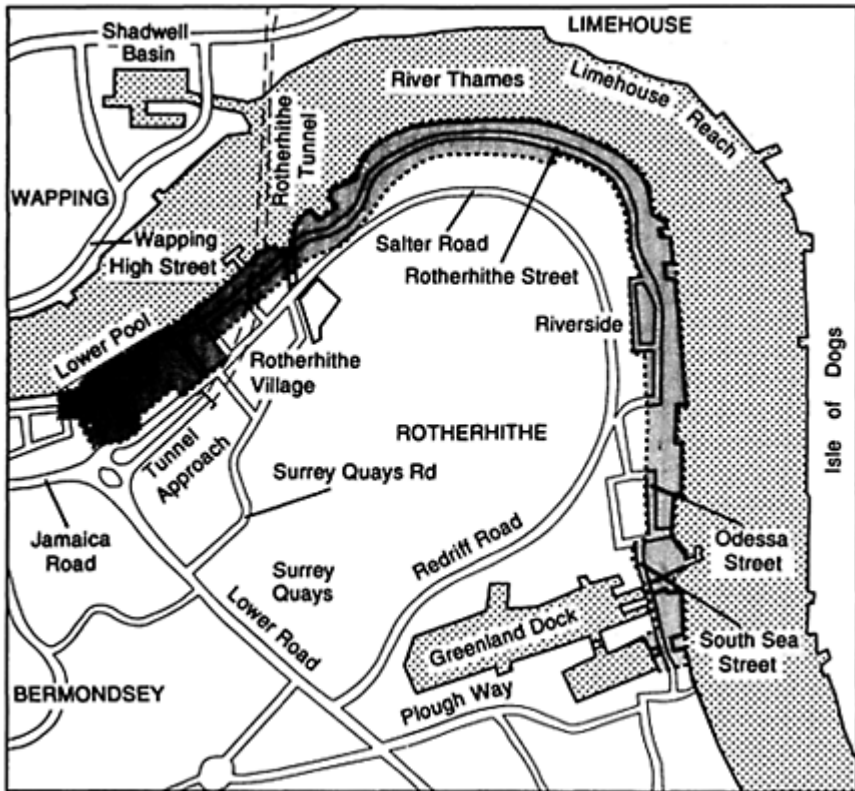 LIMEHOUSE
Shadwell
Basin
River Thames
Limehouse
Reach
Rotherhithe
Tunnel
WAPPING
Wapping
High Street
Salter Road
Rotherhithe Street
Lower Pool
Riverside
Rotherhithe
Village
Isle of Dogs
ROTHERHITHE
Tunnel
Approach
Surrey Quays Rd
Jamaica
Road
Redriff Road
Odessa
Street
Surrey
Quays
Lower Road
Greenland Dock
South Sea
Street
BERMONDSEY
Plough Way